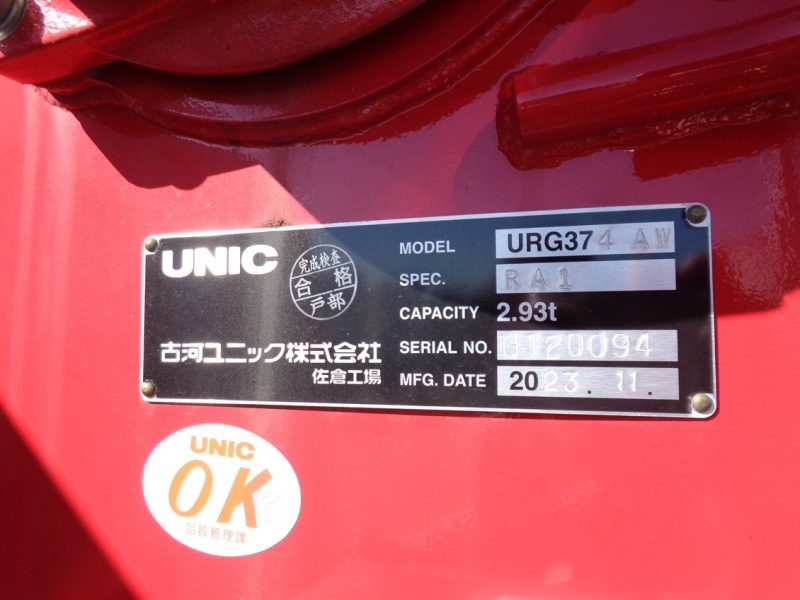 UNIC
完成検査
合格
戸部
古河ユニック株式会社
佐倉工場
MODEL URG374 AW
SPEC. RA1
CAPACITY 2.93t
SERIAL NO. G120094
MFG. DATE 2023.11.
UNIC
OK
品質管理課